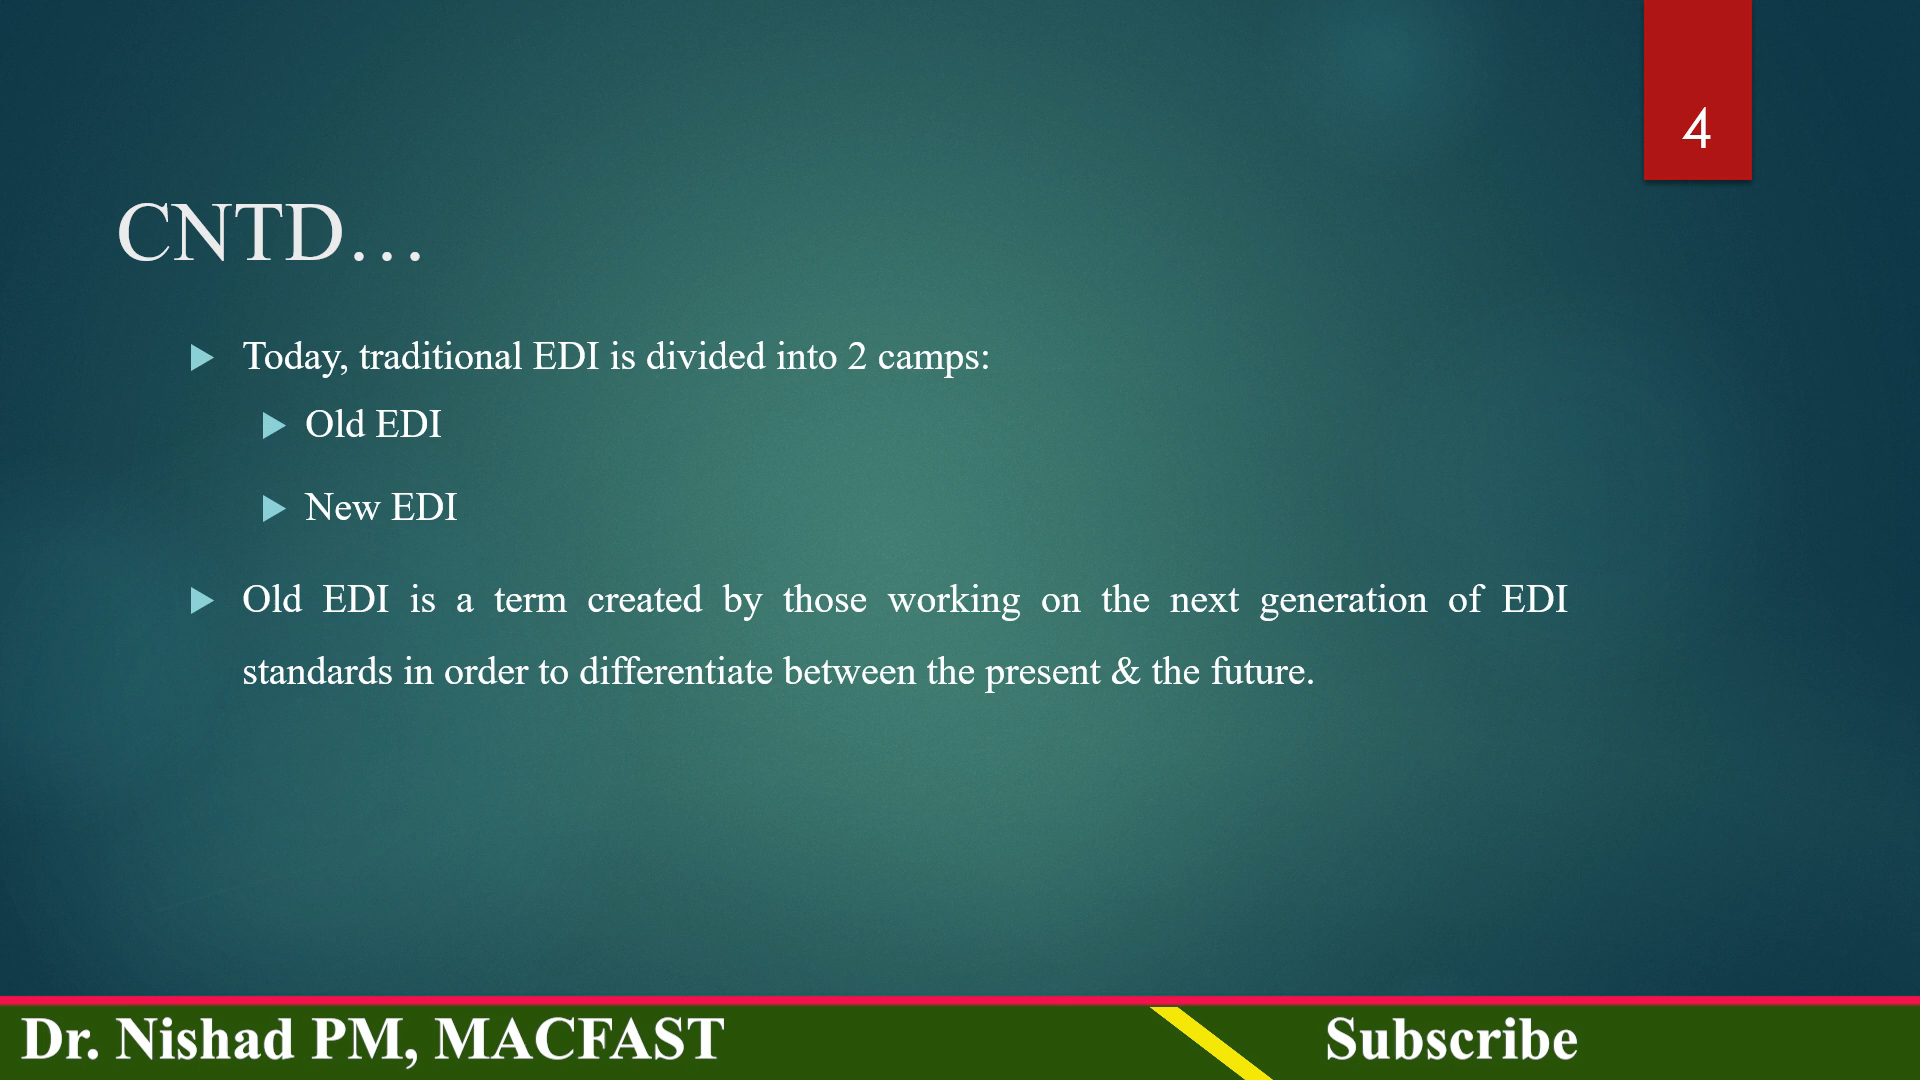 4
CNTD…
Today, traditional EDI is divided into 2 camps:
Old EDI
New EDI
Old EDI is a term created by those working on the next generation of EDI
standards in order to differentiate between the present & the future.
Dr. Nishad PM, MACFAST
Subscribe